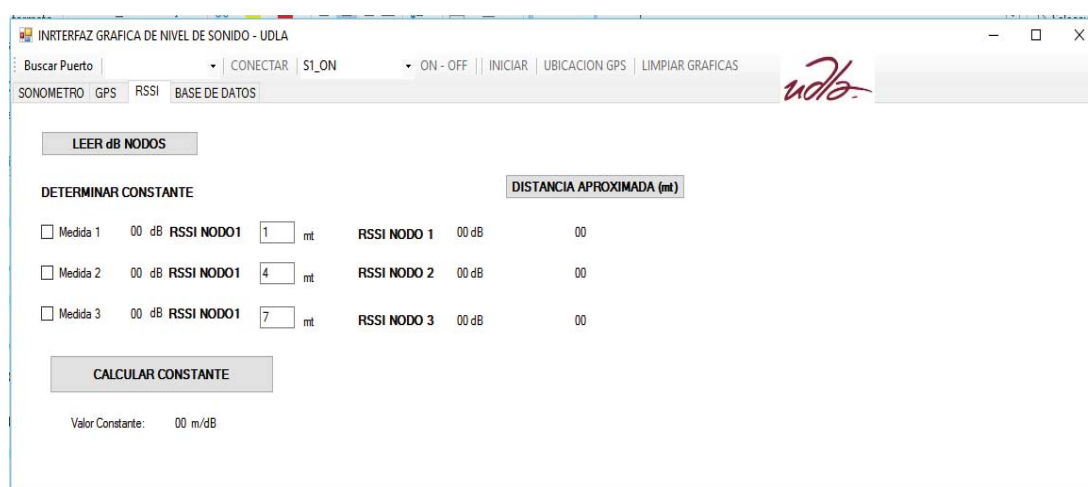 INRTERFAZ GRAFICA DE NIVEL DE SONIDO - UDLA
Buscar Puerto CONECTAR S1_ON ON - OFF INICIAR UBICACION GPS LIMPIAR GRAFICAS
udla-
SONOMETRO GPS RSSI BASE DE DATOS
LEER dB NODOS
DETERMINAR CONSTANTE DISTANCIA APROXIMADA (mt)
Medida 1 00 dB RSSI NODO1 1 mt RSSI NODO 1 00 dB 00
Medida 2 00 dB RSSI NODO1 4 mt RSSI NODO 2 00 dB 00
Medida 3 00 dB RSSI NODO1 7 mt RSSI NODO 3 00 dB 00
CALCULAR CONSTANTE
Valor Constante: 00 m/dB